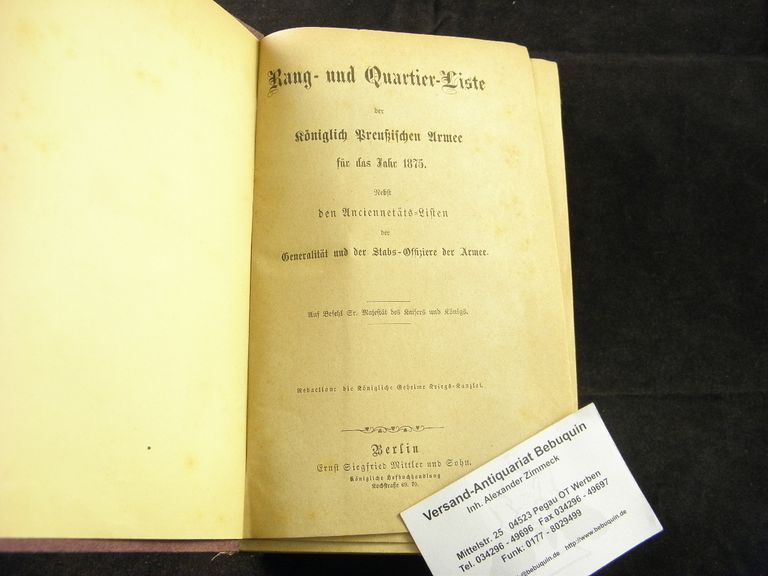 Rang- und Quartier-Liste
der
Königlich Preußischen Armee
für das Jahr 1875.
Nebst
den Anciennetäts-Listen
der
Generalität und der Stabs-Offiziere der Armee.
Auf Befehl Sr. Majestät des Kaisers und Königs.
Redacteur: die Königliche Geheime Kriegs-Kanzlei.
Berlin
Ernst Siegfried Mittler und Sohn.
Königliche Hofbuchhandlung
Kochstraße 69. 70.
Versand-Antiquariat Bebuquin
Inh. Alexander Zimmeck
Mittelstr. 25 04523 Pegau OT Werben
Tel. 034296 - 49696 Fax 034296 - 49697
Funk: 0177 - 8029499
@bebuquin.de http://www.bebuquin.de